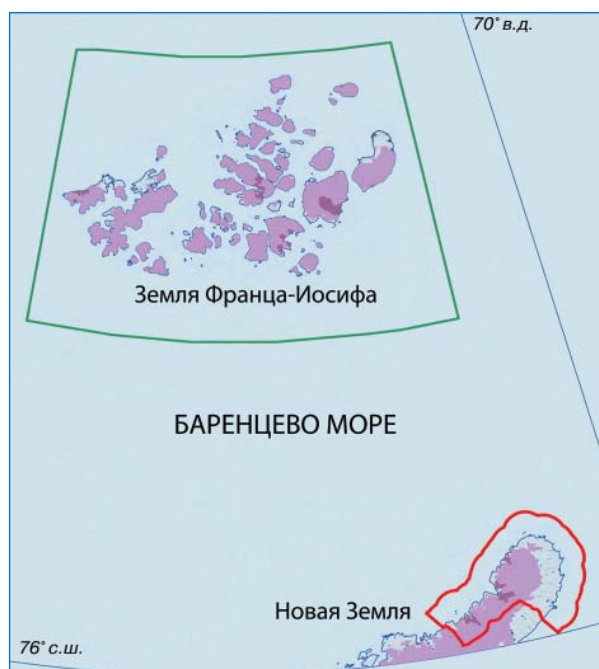 70° в.д.
Земля Франца-Иосифа
БАРЕНЦЕВО МОРЕ
Новая Земля
76° с.ш.